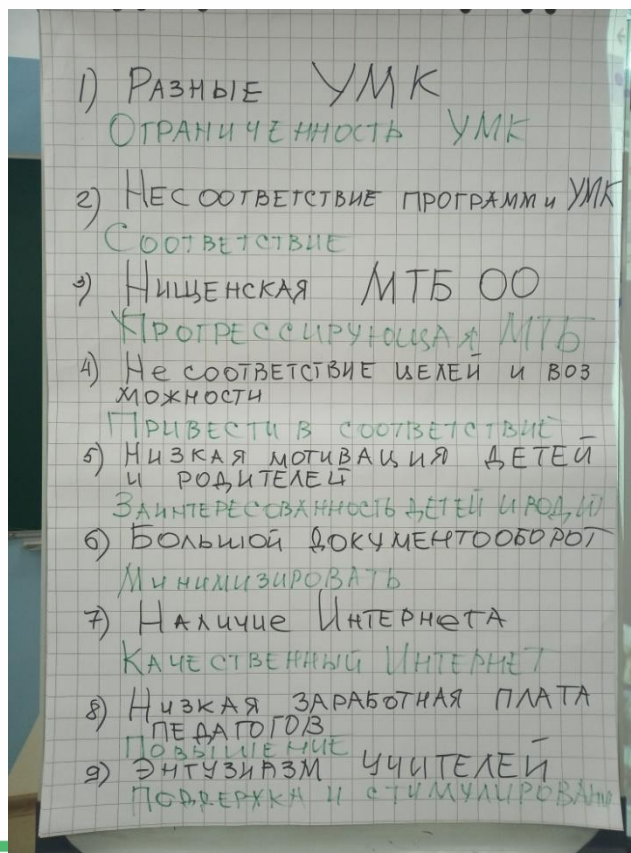 1) Разные УМК
Ограниченность УМК
2) Несоответствие программ и УМК
Соответствие
3) Нищенская МТБ ОО
Прогрессирующая МТБ
4) Не соответствие целей и воз
можности
Привести в соответствие
5) Низкая мотивация детей
и родителей
Заинтересованность детей и родит
6) Большой документооборот
Минимизировать
7) Наличие Интернета
Качественный Интернет
8) Низкая заработная плата
педагогов
Повышение
9) Энтузиазм учителей
Поддержка и стимулировать